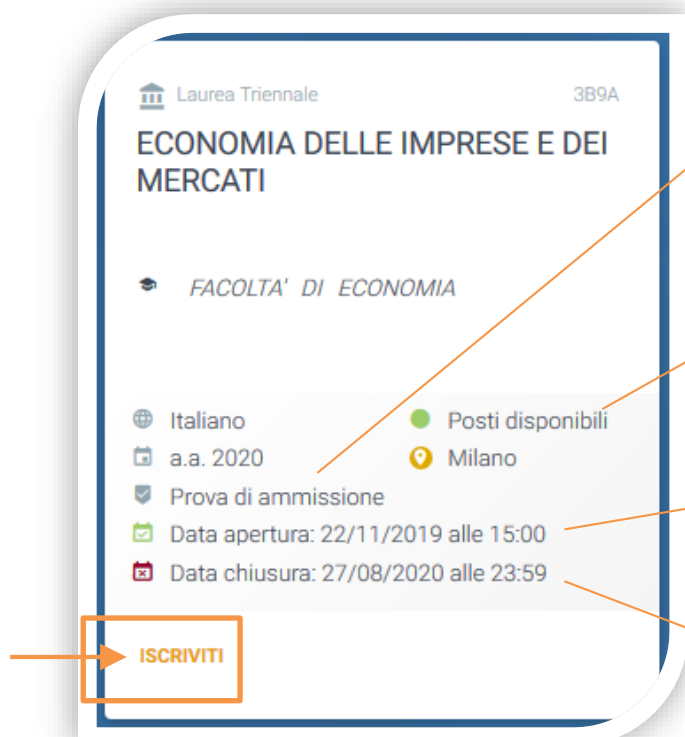 Laurea Triennale 3B9A
ECONOMIA DELLE IMPRESE E DEI
MERCATI
FACOLTA' DI ECONOMIA
Italiano Posti disponibili
a.a. 2020 Milano
Prova di ammissione
Data apertura: 22/11/2019 alle 15:00
Data chiusura: 27/08/2020 alle 23:59
ISCRIVITI